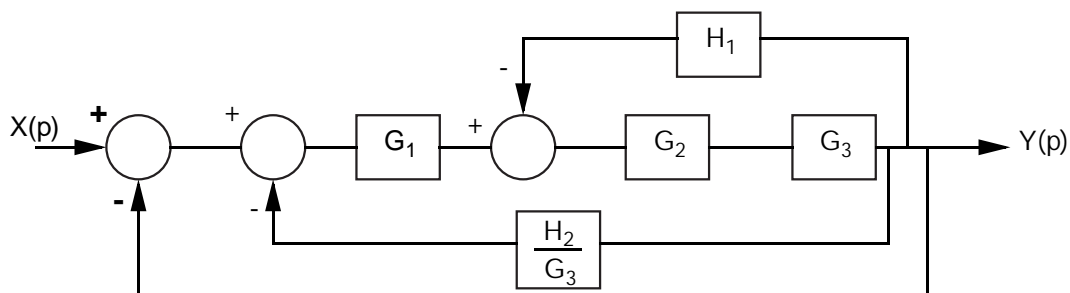 H₁
-
+
+
+
X(p)
G₁
G₂
G₃
Y(p)
-
-
H₂
G₃